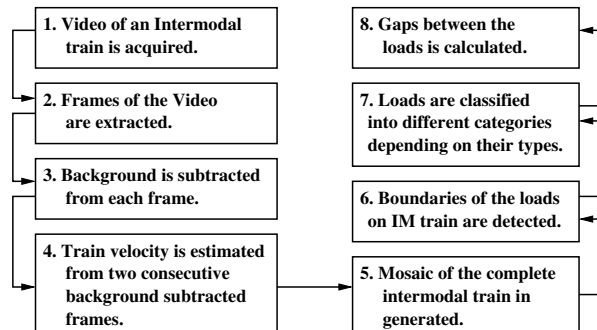 1. Video of an Intermodal
train is acquired.
2. Frames of the Video
are extracted.
3. Background is subtracted
from each frame.
4. Train velocity is estimated
from two consecutive
background subtracted
frames.
5. Mosaic of the complete
intermodal train in
generated.
6. Boundaries of the loads
on IM train are detected.
7. Loads are classified
into different categories
depending on their types.
8. Gaps between the
loads is calculated.